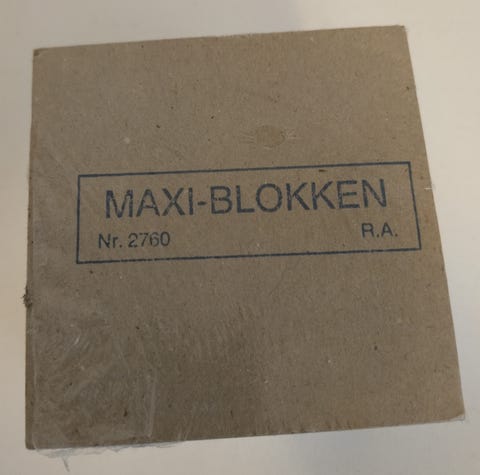 MAXI-BLOKKEN
Nr. 2760 R.A.